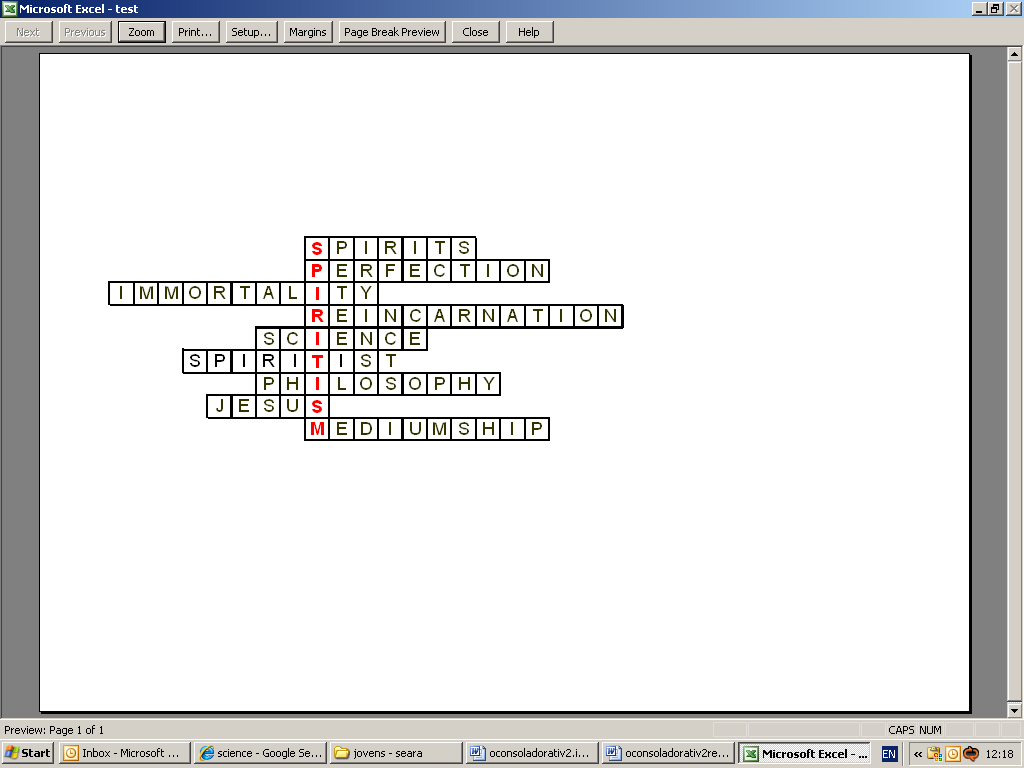 Microsoft Excel - test
Next Previous Zoom Print... Setup... Margins Page Break Preview Close Help
SPIRITS
PERFECTION
IMMORTALITY
REINCARNATION
SCIENCE
SPIRITIST
PHILOSOPHY
JESUS
MEDIUMSHIP
Preview: Page 1 of 1 CAPS NUM
Start Inbox - Microsoft ... science - Google Se... jovens - seara oconsoladorativ2.i... oconsoladorativ2re... Microsoft Excel - ... EN « 12:18